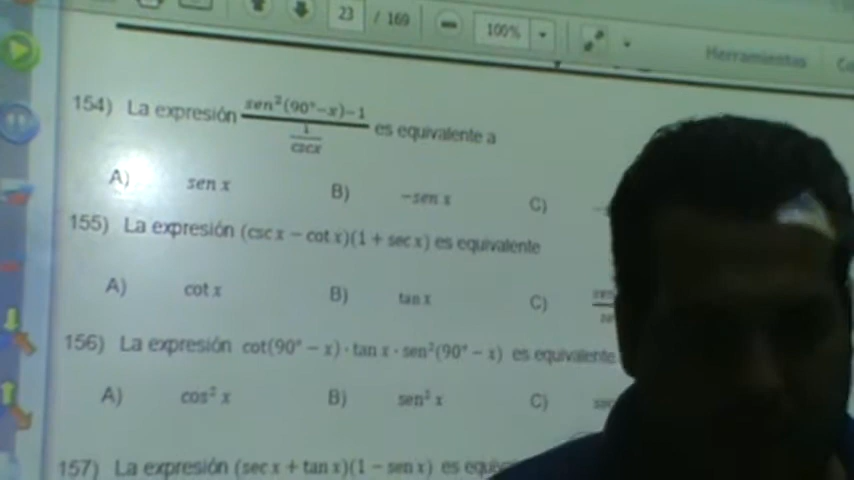 23 / 169 100% Herramientas
154) La expresión sen²(90°−x)−1 / 1/cscx es equivalente a
A) sen x B) −sen x C)
155) La expresión (csc x − cot x)(1 + sec x) es equivalente
A) cot x B) tan x C)
156) La expresión cot(90° − x) · tan x · sen²(90° − x) es equivalente
A) cos² x B) sen² x C)
157) La expresión (sec x + tan x)(1 − sen x) es